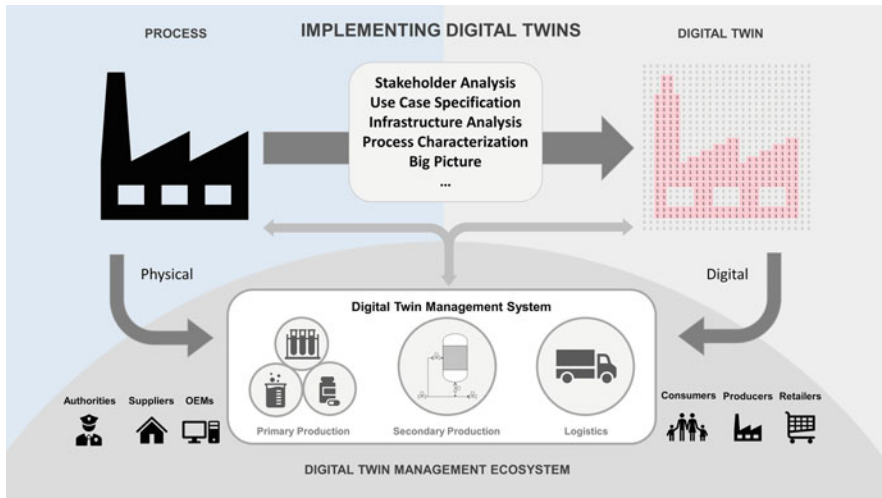 IMPLEMENTING DIGITAL TWINS
PROCESS
DIGITAL TWIN
Stakeholder Analysis
Use Case Specification
Infrastructure Analysis
Process Characterization
Big Picture
...
Physical
Digital
Digital Twin Management System
Primary Production
Secondary Production
Logistics
Authorities
Suppliers
OEMs
Consumers
Producers
Retailers
DIGITAL TWIN MANAGEMENT ECOSYSTEM